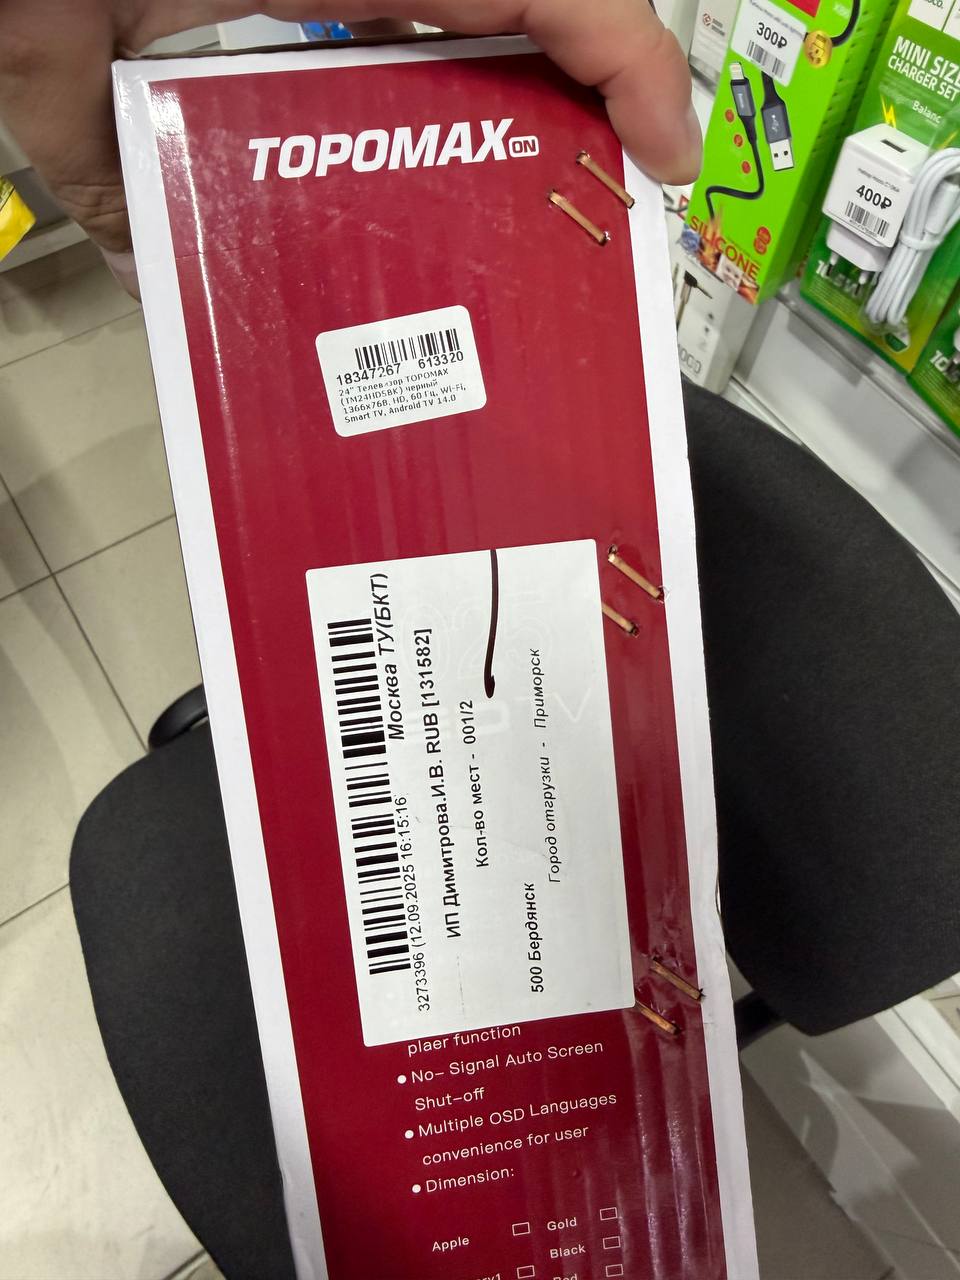 TOPOMAX ON
18347267 613320
24" Телевизор TOPOMAX
(TM24HDSBK) черный
1366x768, HD, 60 Гц, Wi-Fi,
Smart TV, Android TV 14.0
Москва ТУ(БКТ)
3273396 (12.09.2025 16:15:16)
ИП Димитрова.И.В. RUB [131582]
Кол-во мест - 001/2
Город отгрузки - Приморск
500 Бердянск
plaer function
No- Signal Auto Screen
Shut-off
Multiple OSD Languages
convenience for user
Dimension:
Apple
Gold
Black
300₽
SILICONE
MINI SIZE
CHARGER SET
400₽